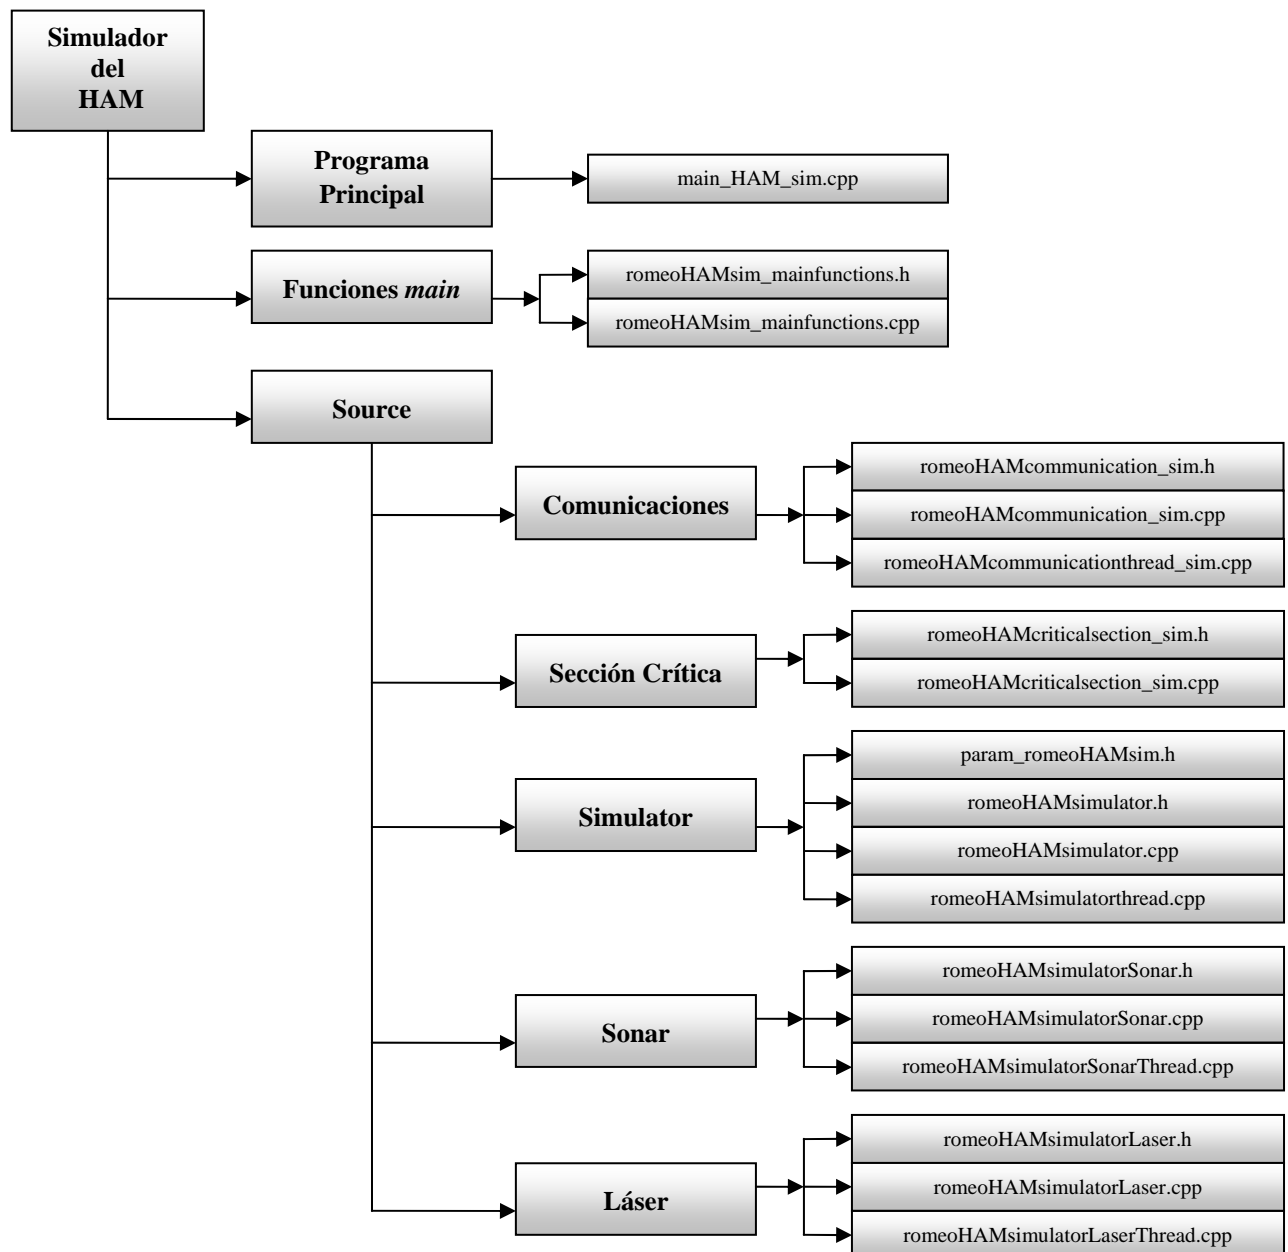 Simulador
del
HAM
Programa
Principal
main_HAM_sim.cpp
Funciones main
romeoHAMsim_mainfunctions.h
romeoHAMsim_mainfunctions.cpp
Source
Comunicaciones
romeoHAMcommunication_sim.h
romeoHAMcommunication_sim.cpp
romeoHAMcommunicationthread_sim.cpp
Sección Crítica
romeoHAMcriticalsection_sim.h
romeoHAMcriticalsection_sim.cpp
Simulator
param_romeoHAMsim.h
romeoHAMsimulator.h
romeoHAMsimulator.cpp
romeoHAMsimulatorthread.cpp
Sonar
romeoHAMsimulatorSonar.h
romeoHAMsimulatorSonar.cpp
romeoHAMsimulatorSonarThread.cpp
Láser
romeoHAMsimulatorLaser.h
romeoHAMsimulatorLaser.cpp
romeoHAMsimulatorLaserThread.cpp